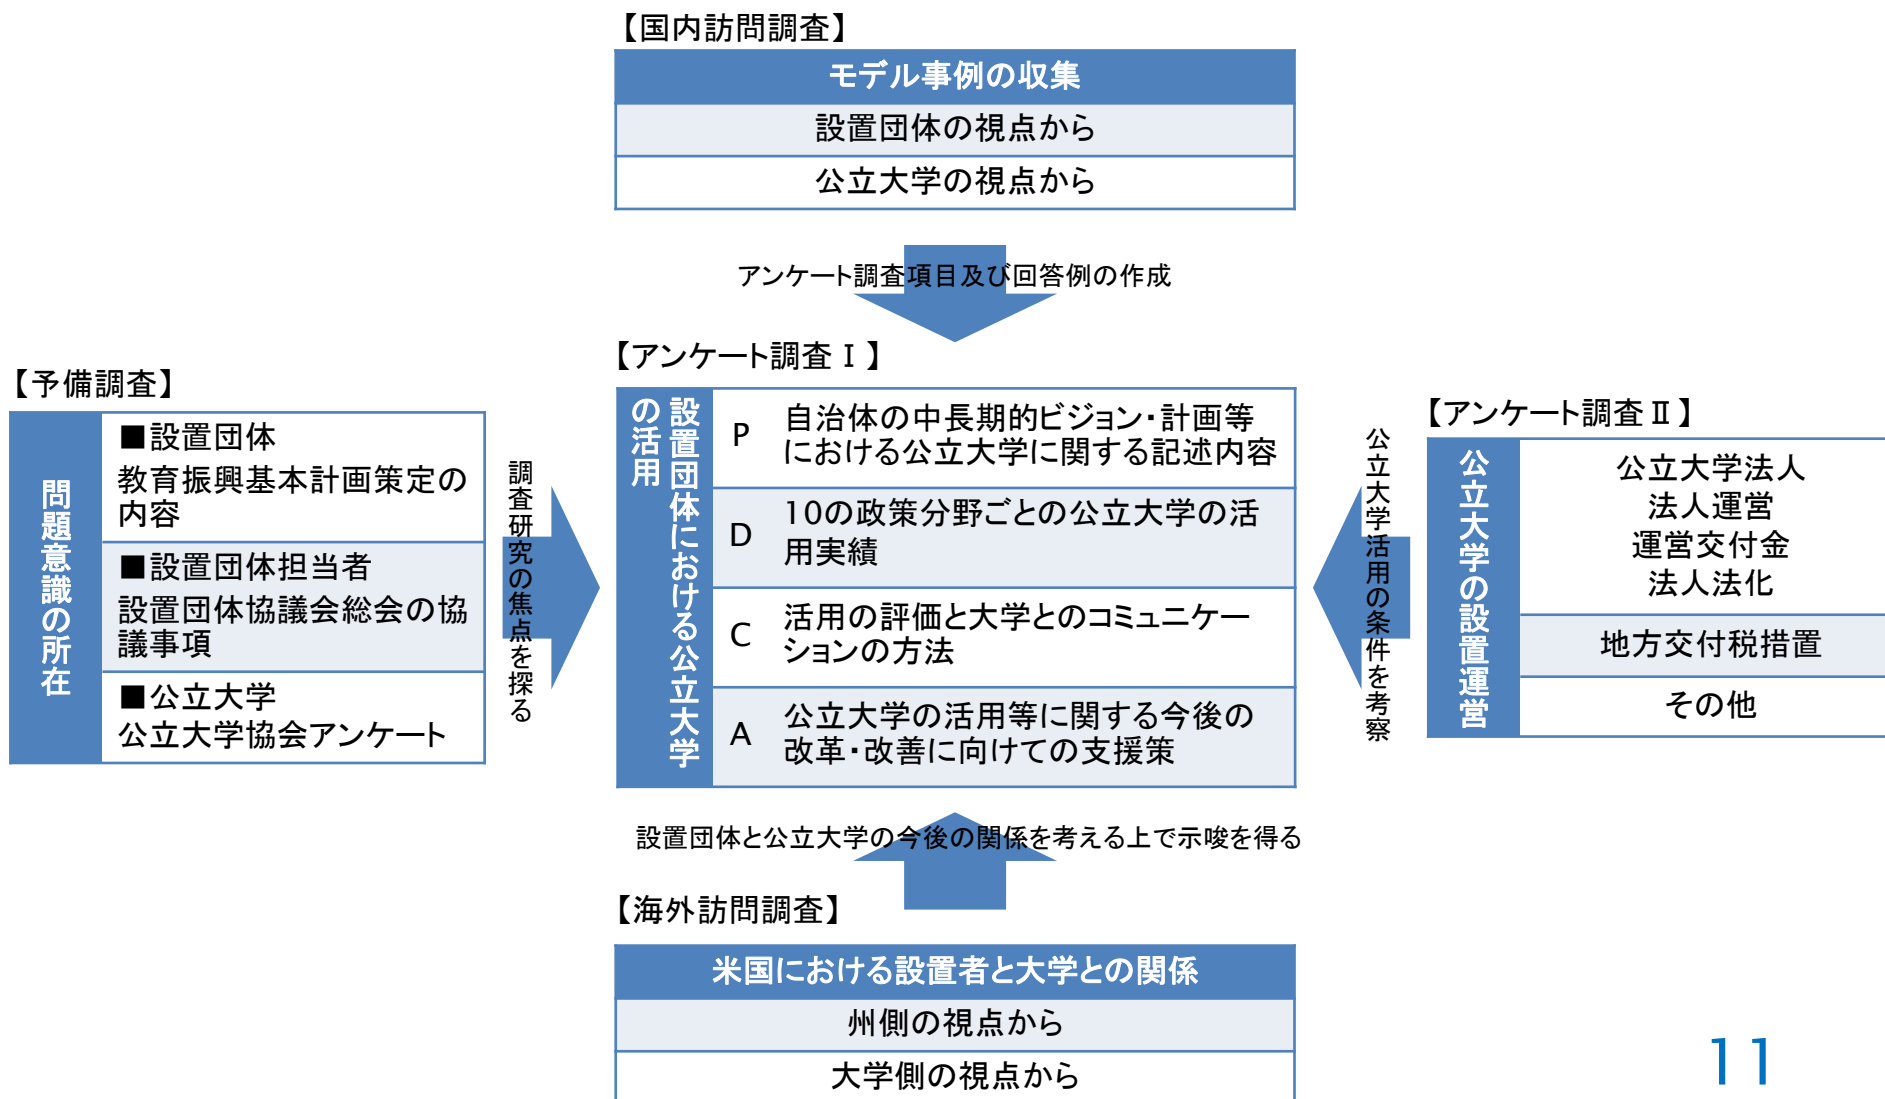 【国内訪問調査】
モデル事例の収集
設置団体の視点から
公立大学の視点から
アンケート調査項目及び回答例の作成
【予備調査】
問題意識の所在
■設置団体
教育振興基本計画策定の
内容
■設置団体担当者
設置団体協議会総会の協
議事項
■公立大学
公立大学協会アンケート
調査研究の焦点を探る
【アンケート調査Ⅰ】
設置団体における公立大学
の活用
P
自治体の中長期的ビジョン・計画等
における公立大学に関する記述内容
D
10の政策分野ごとの公立大学の活
用実績
C
活用の評価と大学とのコミュニケー
ションの方法
A
公立大学の活用等に関する今後の
改革・改善に向けての支援策
公立大学活用の条件を考察
【アンケート調査Ⅱ】
公立大学の設置運営
公立大学法人
法人運営
運営交付金
法人法化
地方交付税措置
その他
設置団体と公立大学の今後の関係を考える上で示唆を得る
【海外訪問調査】
米国における設置者と大学との関係
州側の視点から
大学側の視点から
11